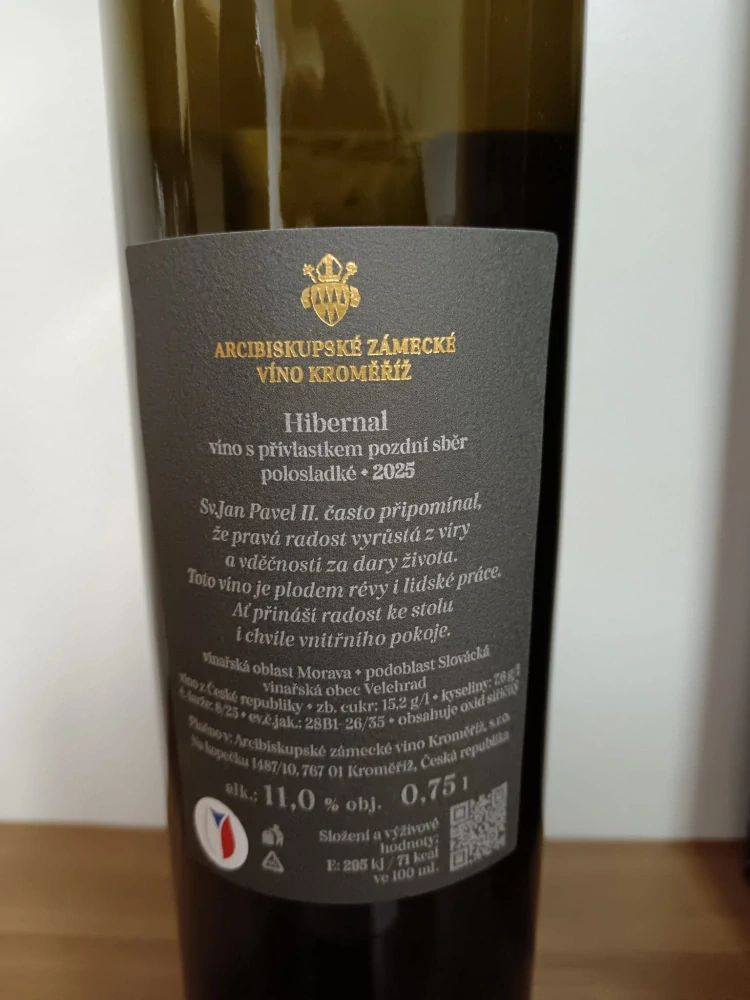 ARCIBISKUPSKÉ ZÁMECKÉ
VÍNO KROMĚŘÍŽ
Hibernal
víno s přívlastkem pozdní sběr
polosladké • 2025
Sv.Jan Pavel II. často připomínal,
že pravá radost vyrůstá z víry
a vděčnosti za dary života.
Toto víno je plodem révy i lidské práce.
Ať přináší radost ke stolu
i chvíle vnitřního pokoje.
vinařská oblast Morava • podoblast Slovácká
vinařská obec Velehrad
víno z České republiky • zb. cukr: 15,2 g/l • kyseliny: 7,6 g/l
č. šarže: 8/25 • ev.č.jak.: 28B1-26/35 • obsahuje oxid siřičitý
Plněno v: Arcibiskupské zámecké víno Kroměříž, s.r.o.
Na kopečku 1487/10, 767 01 Kroměříž, Česká republika
alk.: 11,0 % obj. 0,75 l
Složení a výživové
hodnoty:
E: 295 kj / 71 kcal
ve 100 ml.